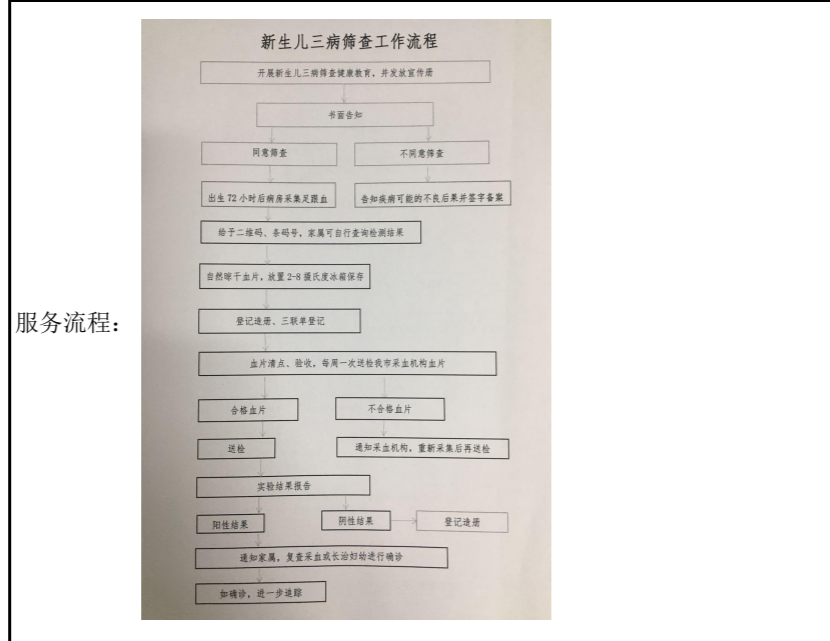 新生儿三病筛查工作流程
开展新生儿三病筛查健康教育，并发放宣传册
书面告知
同意筛查
不同意筛查
出生72小时后病房采集足跟血
告知疾病可能的不良后果并签字备案
给予二维码、条码号，家属可自行查询检测结果
自然晾干血片，放置2-8摄氏度冰箱保存
服务流程：
登记造册、三联单登记
血片清点、验收，每周一次送检我市采血机构血片
合格血片
不合格血片
送检
通知采血机构，重新采集后再送检
实验结果报告
阳性结果
阴性结果
登记造册
通知家属，复查采血或长治妇幼进行确诊
如确诊，进一步追踪